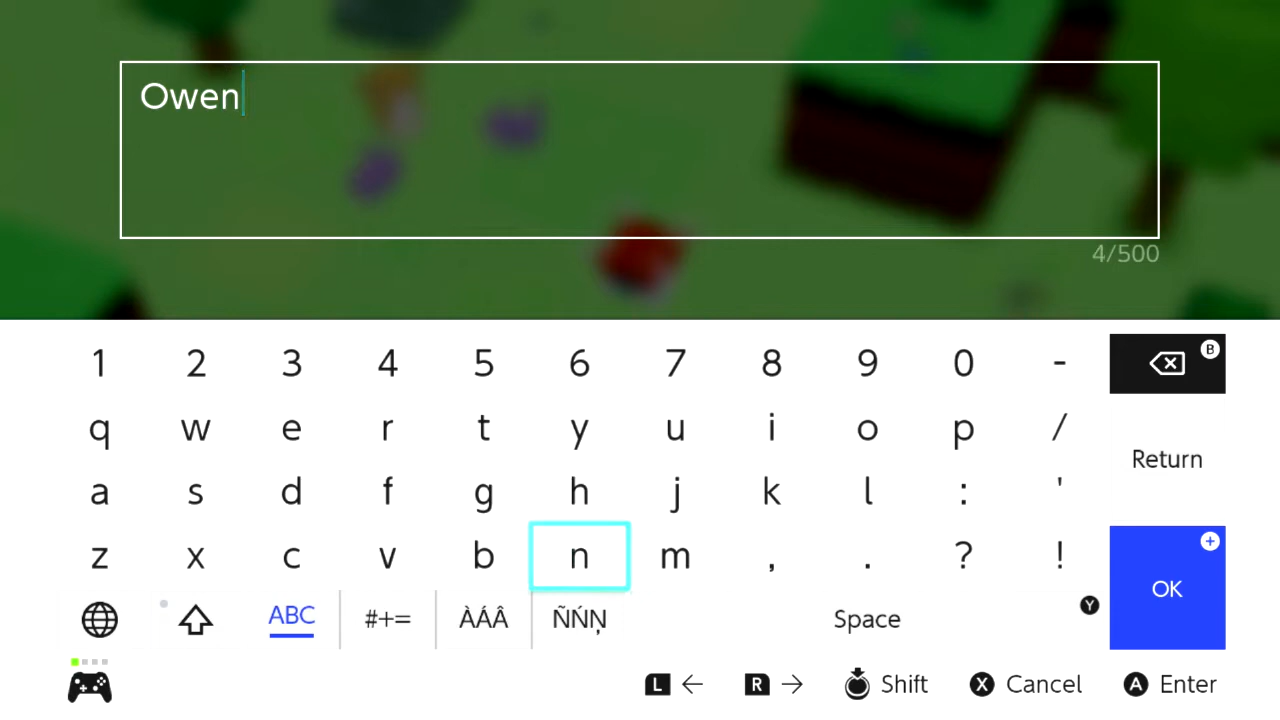 Owen
4/500
1 2 3 4 5 6 7 8 9 0 - B
q w e r t y u i o p /
Return
a s d f g h j k l : '
z x c v b n m , . ? !
+
OK
ABC #+= ÀÁÂ ÑŃŅ Space Y
L ← R → Shift X Cancel A Enter